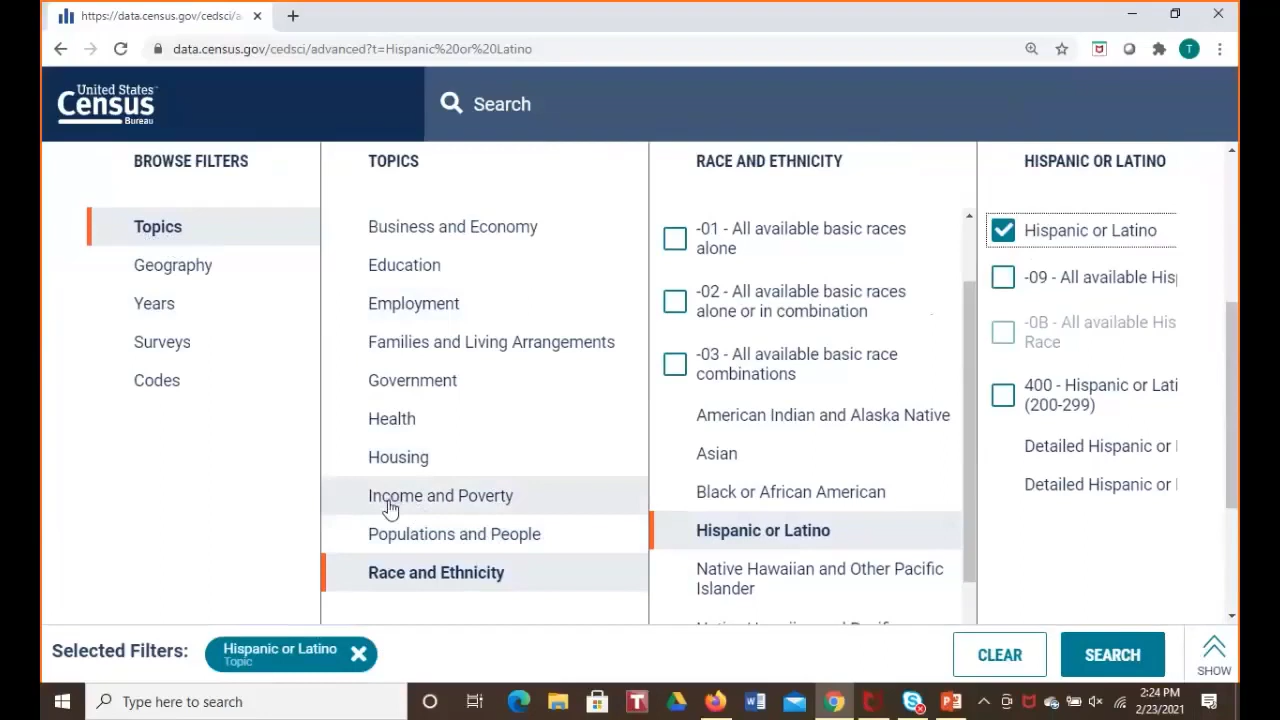 https://data.census.gov/cedsci/a
data.census.gov/cedsci/advanced?t=Hispanic%20or%20Latino
T
United States
Census
Bureau
Search
BROWSE FILTERS
Topics
Geography
Years
Surveys
Codes
TOPICS
Business and Economy
Education
Employment
Families and Living Arrangements
Government
Health
Housing
Income and Poverty
Populations and People
Race and Ethnicity
RACE AND ETHNICITY
-01 - All available basic races
alone
-02 - All available basic races
alone or in combination
-03 - All available basic race
combinations
American Indian and Alaska Native
Asian
Black or African American
Hispanic or Latino
Native Hawaiian and Other Pacific
Islander
HISPANIC OR LATINO
Hispanic or Latino
-09 - All available His
-0B - All available His
Race
400 - Hispanic or Lati
(200-299)
Detailed Hispanic or
Detailed Hispanic or
Selected Filters:
Hispanic or Latino
Topic
CLEAR
SEARCH
SHOW
Type here to search
2:24 PM
2/23/2021